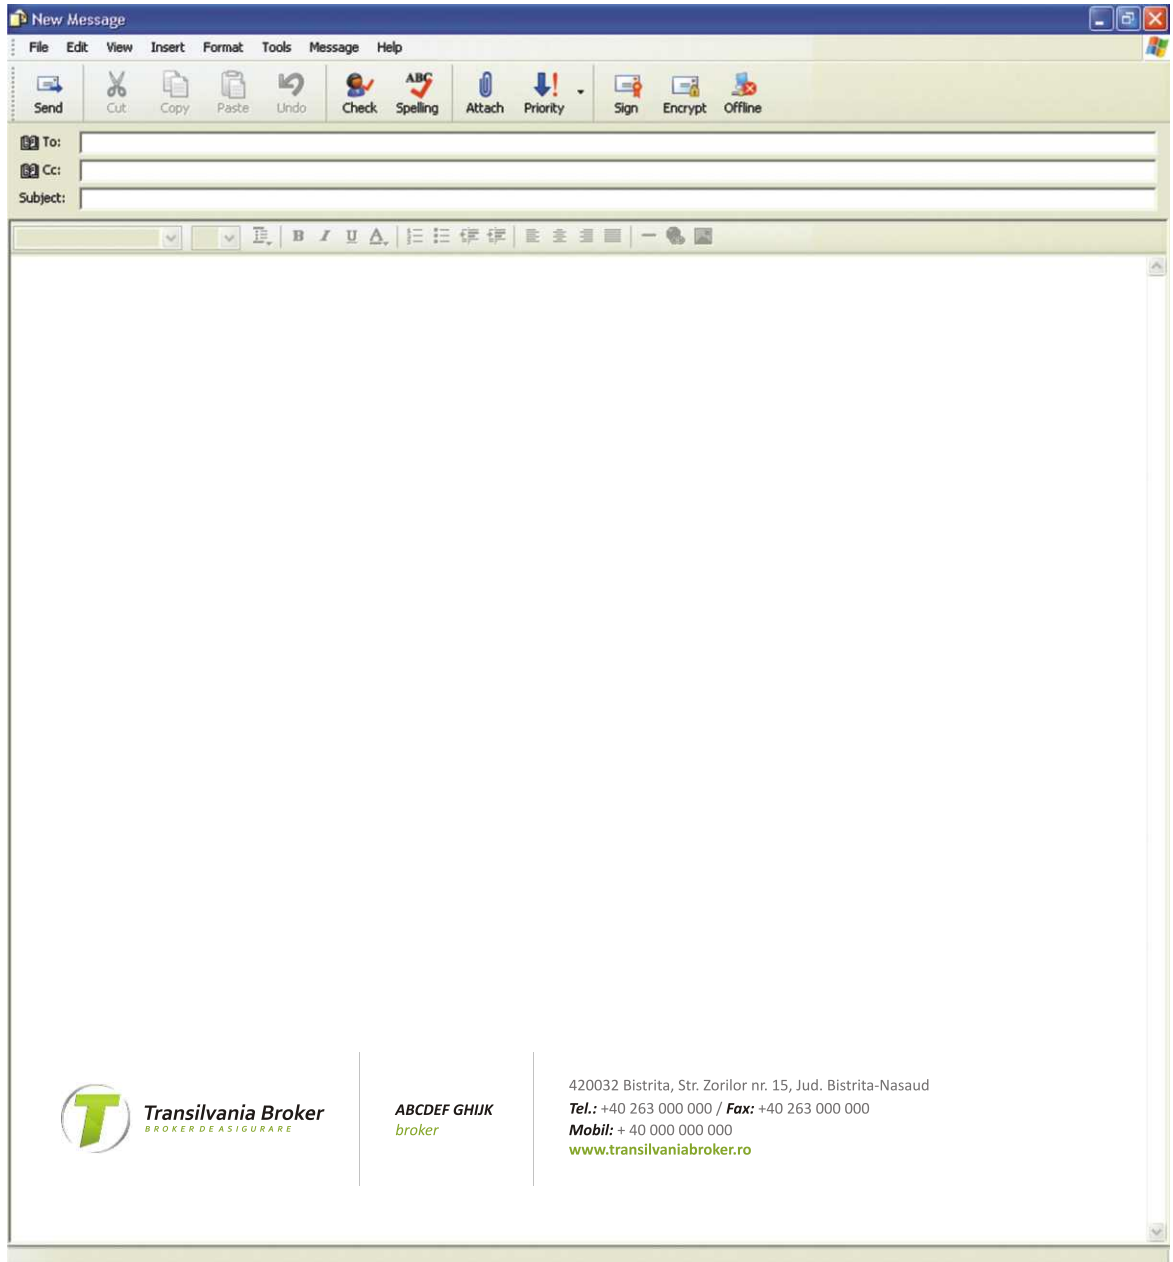 New Message
File Edit View Insert Format Tools Message Help
ABC
Send Cut Copy Paste Undo Check Spelling Attach Priority Sign Encrypt Offline
To:
Cc:
Subject:
B I U A
T Transilvania Broker
BROKER DE ASIGURARE
ABCDEF GHIJK
broker
420032 Bistrita, Str. Zorilor nr. 15, Jud. Bistrita-Nasaud
Tel.: +40 263 000 000 / Fax: +40 263 000 000
Mobil: + 40 000 000 000
www.transilvaniabroker.ro